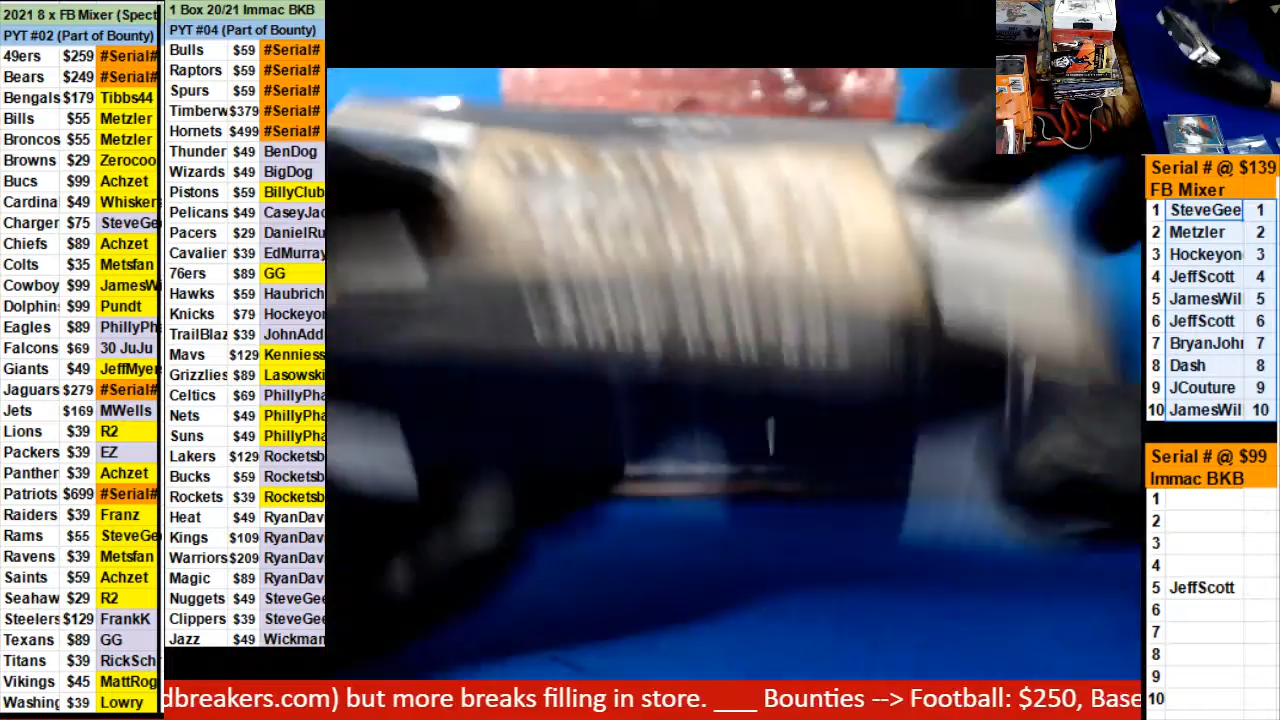 2021 8 x FB Mixer (Spect
PYT #02 (Part of Bounty)
49ers $259 #Serial#
Bears $249 #Serial#
Bengals $179 Tibbs44
Bills $55 Metzler
Broncos $55 Metzler
Browns $29 Zerocoo
Bucs $99 Achzet
Cardina $49 Whisker
Charger $75 SteveGe
Chiefs $89 Achzet
Colts $35 Metsfan
Cowboy $99 JamesWi
Dolphin $99 Pundt
Eagles $89 PhillyPh
Falcons $69 30 JuJu
Giants $49 JeffMyer
Jaguars $279 #Serial#
Jets $169 MWells
Lions $39 R2
Packers $39 EZ
Panther $39 Achzet
Patriots $699 #Serial#
Raiders $39 Franz
Rams $55 SteveGe
Ravens $39 Metsfan
Saints $59 Achzet
Seahaw $29 R2
Steelers $129 FrankK
Texans $89 GG
Titans $39 RickSch
Vikings $45 MattRog
Washing $39 Lowry
1 Box 20/21 Immac BKB
PYT #04 (Part of Bounty)
Bulls $59 #Serial#
Raptors $59 #Serial#
Spurs $59 #Serial#
Timberw $379 #Serial#
Hornets $499 #Serial#
Thunder $49 BenDog
Wizards $49 BigDog
Pistons $59 BillyClub
Pelicans $49 CaseyJac
Pacers $29 DanielRu
Cavalier $39 EdMurray
76ers $89 GG
Hawks $59 Haubrich
Knicks $79 Hockeyo
TrailBlaz $39 JohnAdd
Mavs $129 Kenniess
Grizzlies $89 Lasowski
Celtics $69 PhillyPha
Nets $49 PhillyPha
Suns $49 PhillyPha
Lakers $129 Rocketsb
Bucks $59 Rocketsb
Rockets $39 Rocketsb
Heat $49 RyanDav
Kings $109 RyanDav
Warriors $209 RyanDav
Magic $89 RyanDav
Nuggets $49 SteveGe
Clippers $39 SteveGe
Jazz $49 Wickman
Serial # @ $139
FB Mixer
1 SteveGee 1
2 Metzler 2
3 Hockeyon 3
4 JeffScott 4
5 JamesWil 5
6 JeffScott 6
7 BryanJohn 7
8 Dash 8
9 JCouture 9
10 JamesWil 10
Serial # @ $99
Immac BKB
1
2
3
4
5 JeffScott
6
7
8
9
10
dbreakers.com) but more breaks filling in store. ___ Bounties --> Football: $250, Base